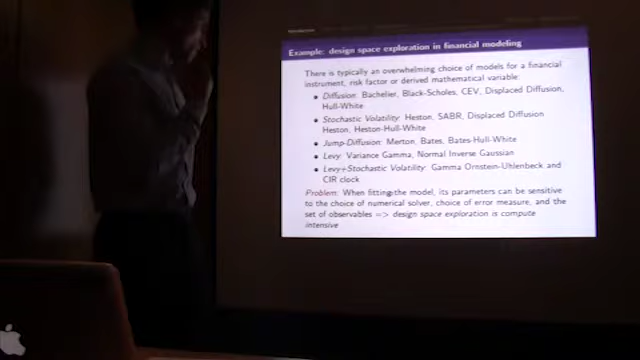 Introduction
Example: design space exploration in financial modeling
There is typically an overwhelming choice of models for a financial
instrument, risk factor or derived mathematical variable:
Diffusion: Bachelier, Black-Scholes, CEV, Displaced Diffusion,
Hull-White
Stochastic Volatility: Heston, SABR, Displaced Diffusion
Heston, Heston-Hull-White
Jump-Diffusion: Merton, Bates, Bates-Hull-White
Levy: Variance Gamma, Normal Inverse Gaussian
Levy+Stochastic Volatility: Gamma Ornstein-Uhlenbeck and
CIR clock
Problem: When fitting the model, its parameters can be sensitive
to the choice of numerical solver, choice of error measure, and the
set of observables => design space exploration is compute
intensive